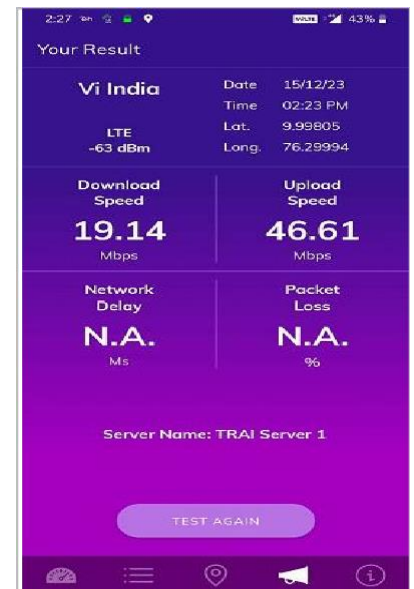 2:27
43%
Your Result
Vi India
LTE
-63 dBm
Date 15/12/23
Time 02:23 PM
Lat. 9.99805
Long. 76.29994
Download
Speed
19.14
Mbps
Upload
Speed
46.61
Mbps
Network
Delay
N.A.
Ms
Packet
Loss
N.A.
%
Server Name: TRAI Server 1
TEST AGAIN